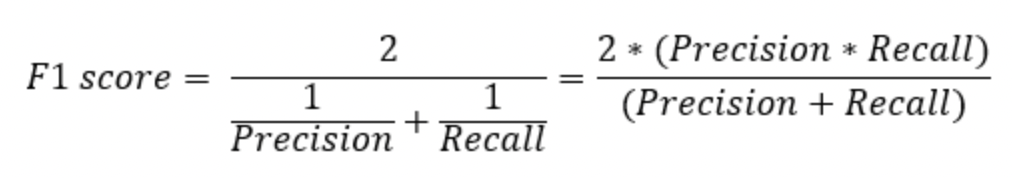 F1 score = 2 / (1/Precision + 1/Recall) = 2 * (Precision * Recall) / (Precision + Recall)